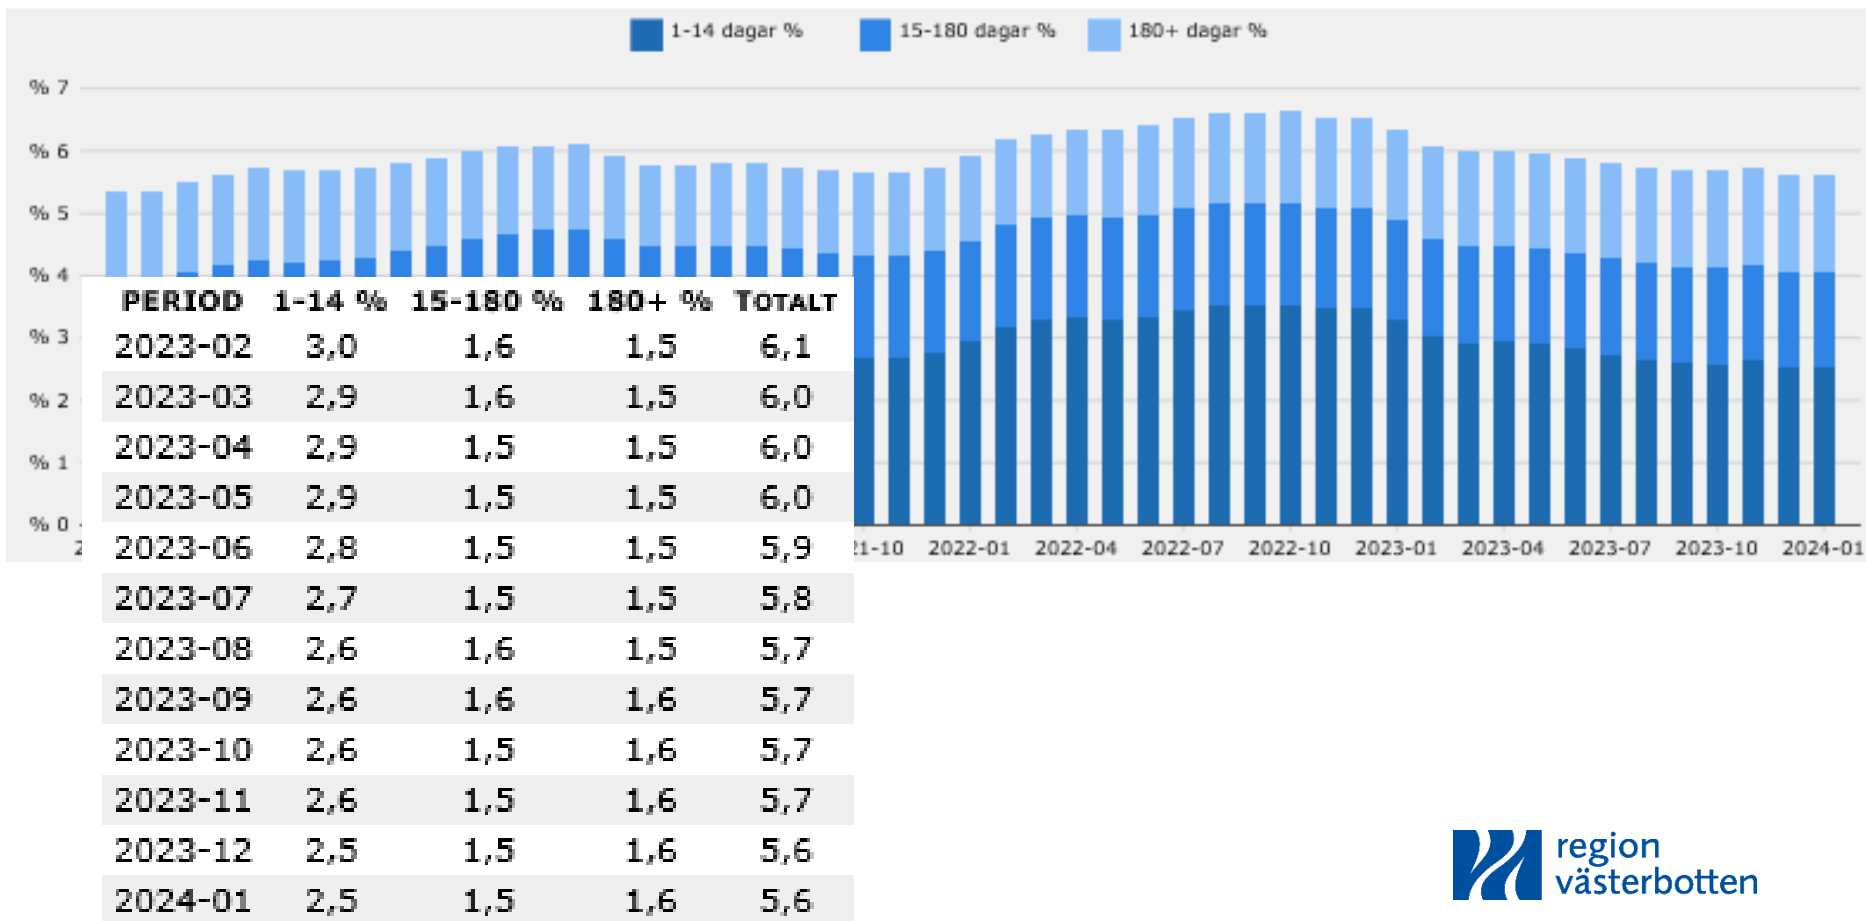 1-14 dagar % 15-180 dagar % 180+ dagar %
% 7
% 6
% 5
% 4
% 3
% 2
% 1
% 0
PERIOD 1-14 % 15-180 % 180+ % TOTALT
2023-02 3,0 1,6 1,5 6,1
2023-03 2,9 1,6 1,5 6,0
2023-04 2,9 1,5 1,5 6,0
2023-05 2,9 1,5 1,5 6,0
2023-06 2,8 1,5 1,5 5,9
2023-07 2,7 1,5 1,5 5,8
2023-08 2,6 1,6 1,5 5,7
2023-09 2,6 1,6 1,6 5,7
2023-10 2,6 1,5 1,6 5,7
2023-11 2,6 1,5 1,6 5,7
2023-12 2,5 1,5 1,6 5,6
2024-01 2,5 1,5 1,6 5,6
21-10 2022-01 2022-04 2022-07 2022-10 2023-01 2023-04 2023-07 2023-10 2024-01
region
västerbotten